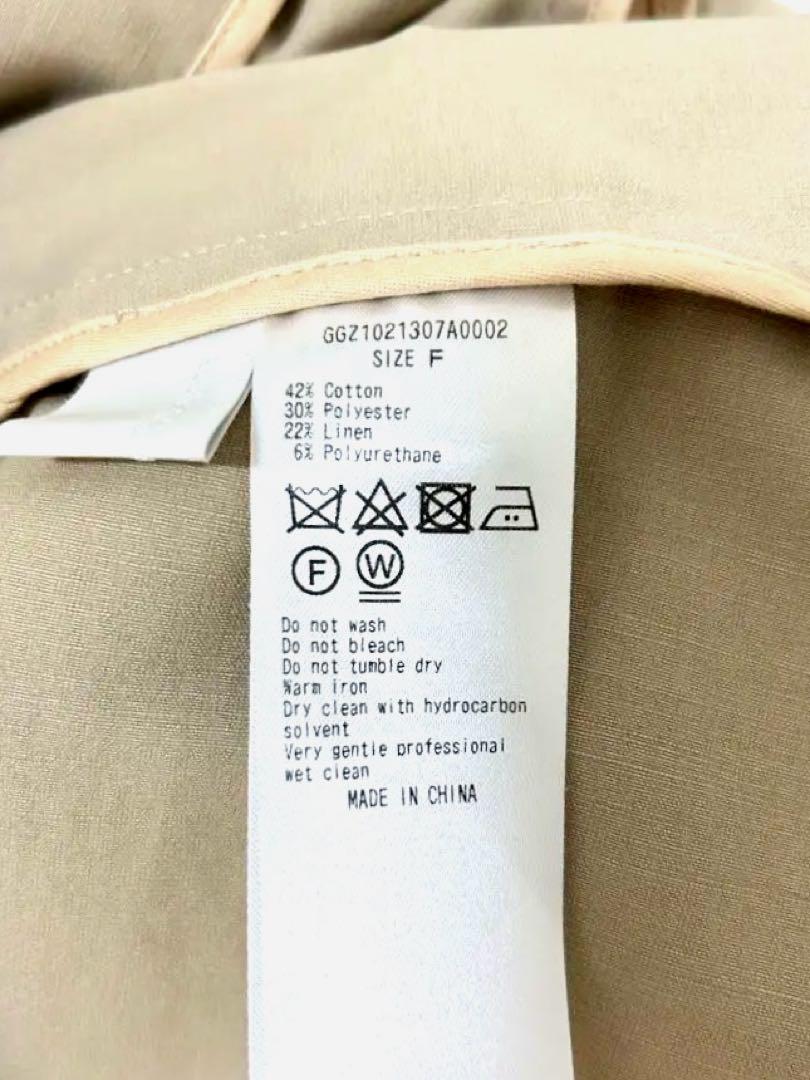 GGZ1021307A0002
SIZE F
42% Cotton
30% Polyester
22% Linen
6% Polyurethane
F W
Do not wash
Do not bleach
Do not tumble dry
Warm iron
Dry clean with hydrocarbon
solvent
Very gentle professional
wet clean
MADE IN CHINA